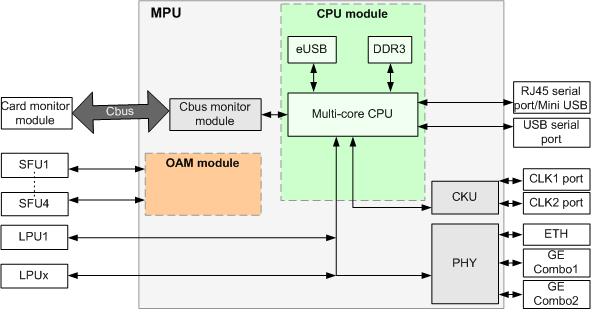 MPU
CPU module
eUSB
DDR3
Card monitor
module
Cbus
Cbus monitor
module
Multi-core CPU
RJ45 serial
port/Mini USB
USB serial
port
SFU1
OAM module
SFU4
CKU
CLK1 port
CLK2 port
LPU1
ETH
LPUx
PHY
GE
Combo1
GE
Combo2